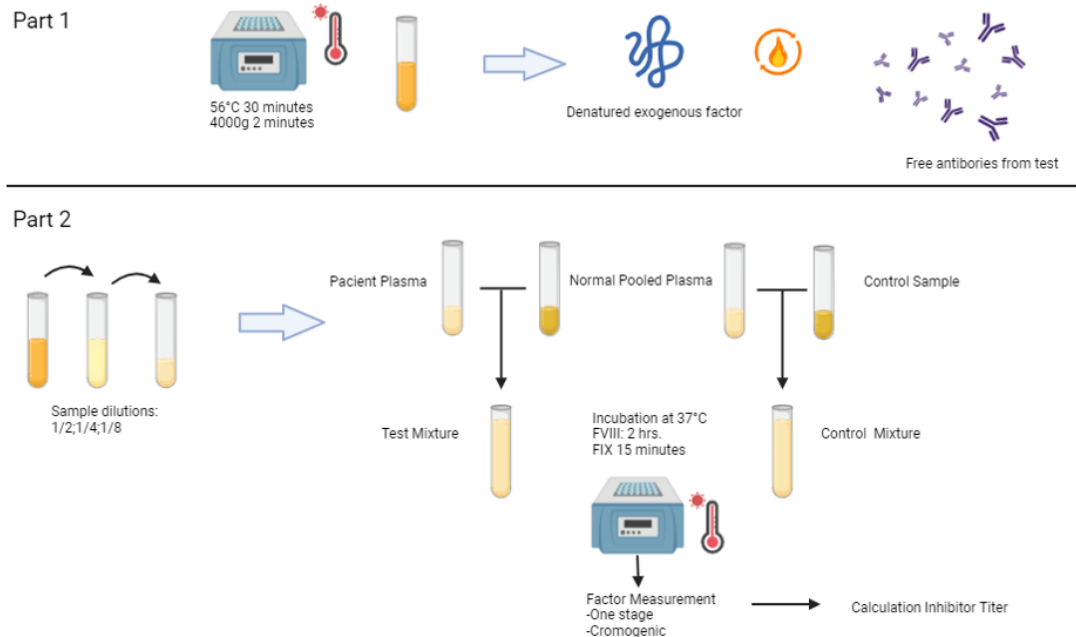 Part 1
56°C 30 minutes
4000g 2 minutes
Denatured exogenous factor
Free antibories from test
Part 2
Sample dilutions:
1/2;1/4;1/8
Pacient Plasma
Normal Pooled Plasma
Control Sample
Test Mixture
Incubation at 37°C
FVIII: 2 hrs.
FIX 15 minutes
Control Mixture
Factor Measurement
-One stage
-Cromogenic
Calculation Inhibitor Titer